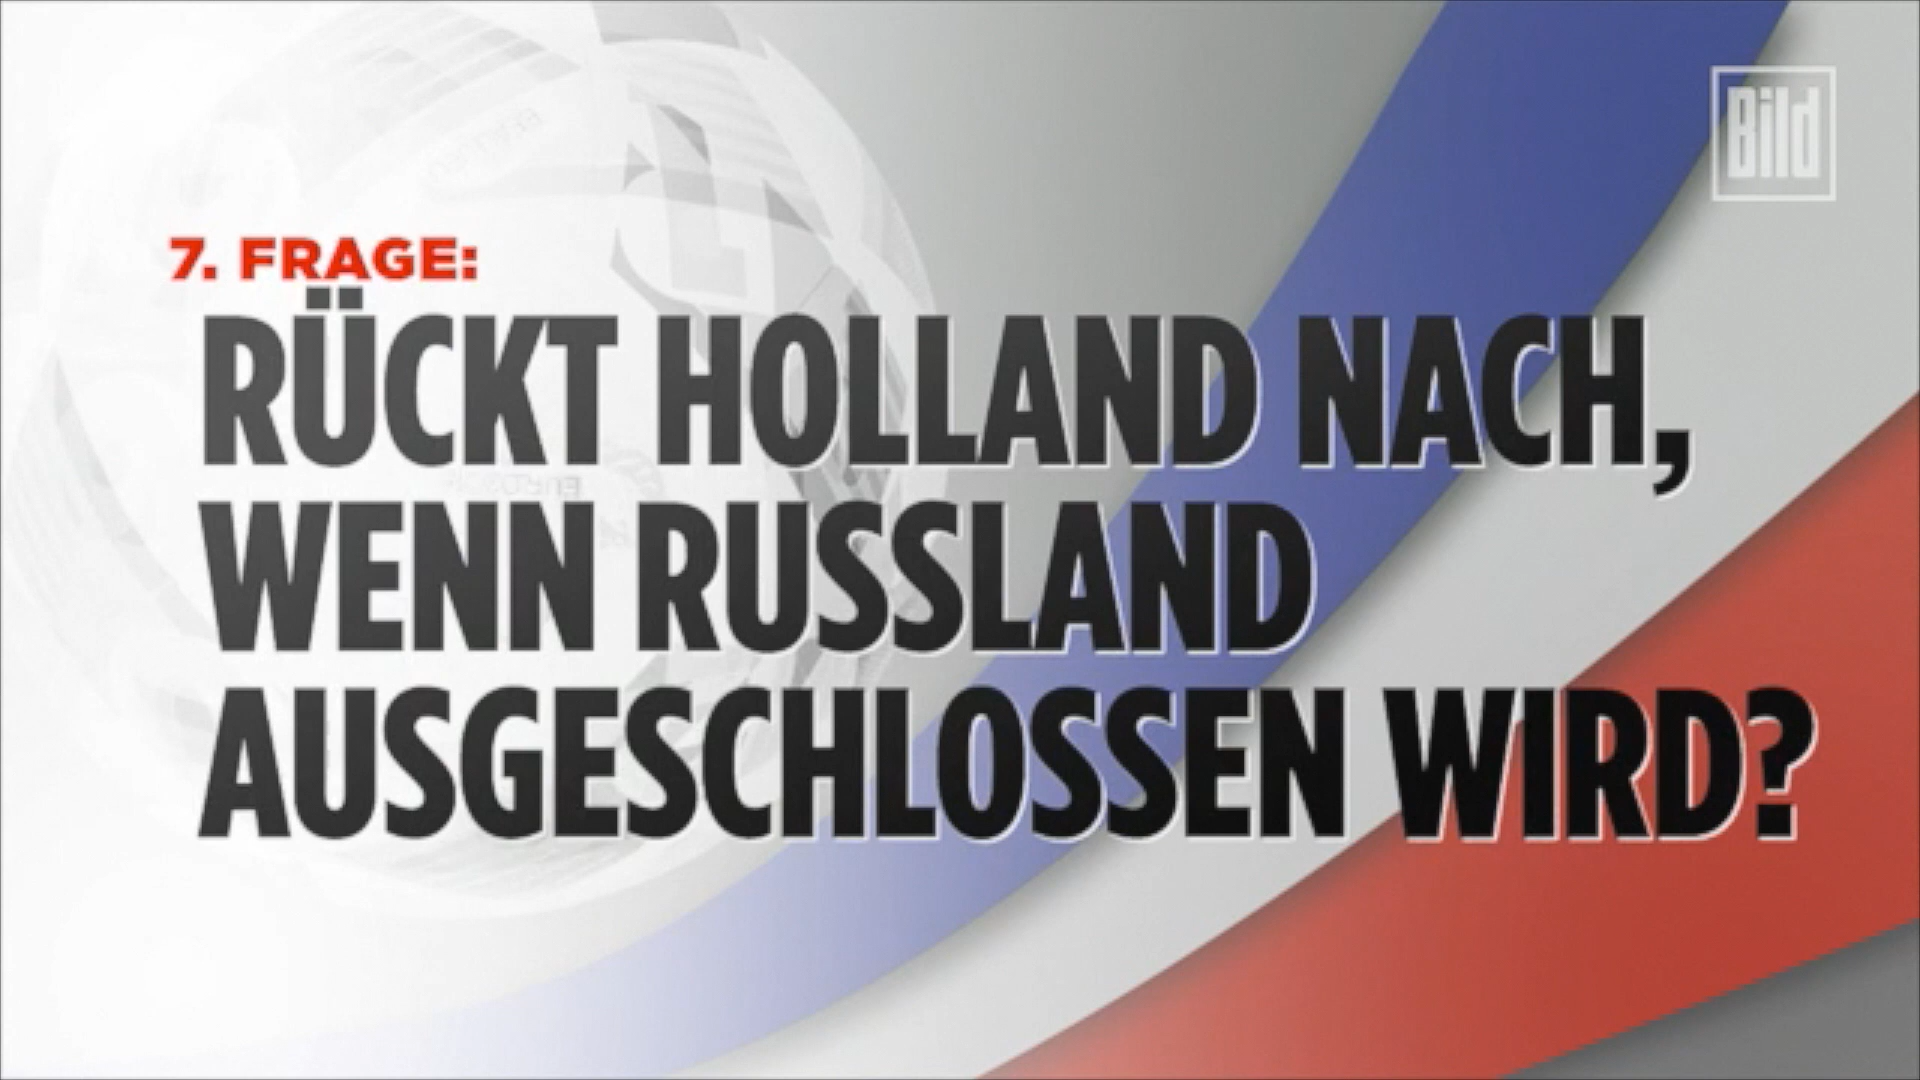 Bild
7. FRAGE:
RÜCKT HOLLAND NACH,
WENN RUSSLAND
AUSGESCHLOSSEN WIRD?